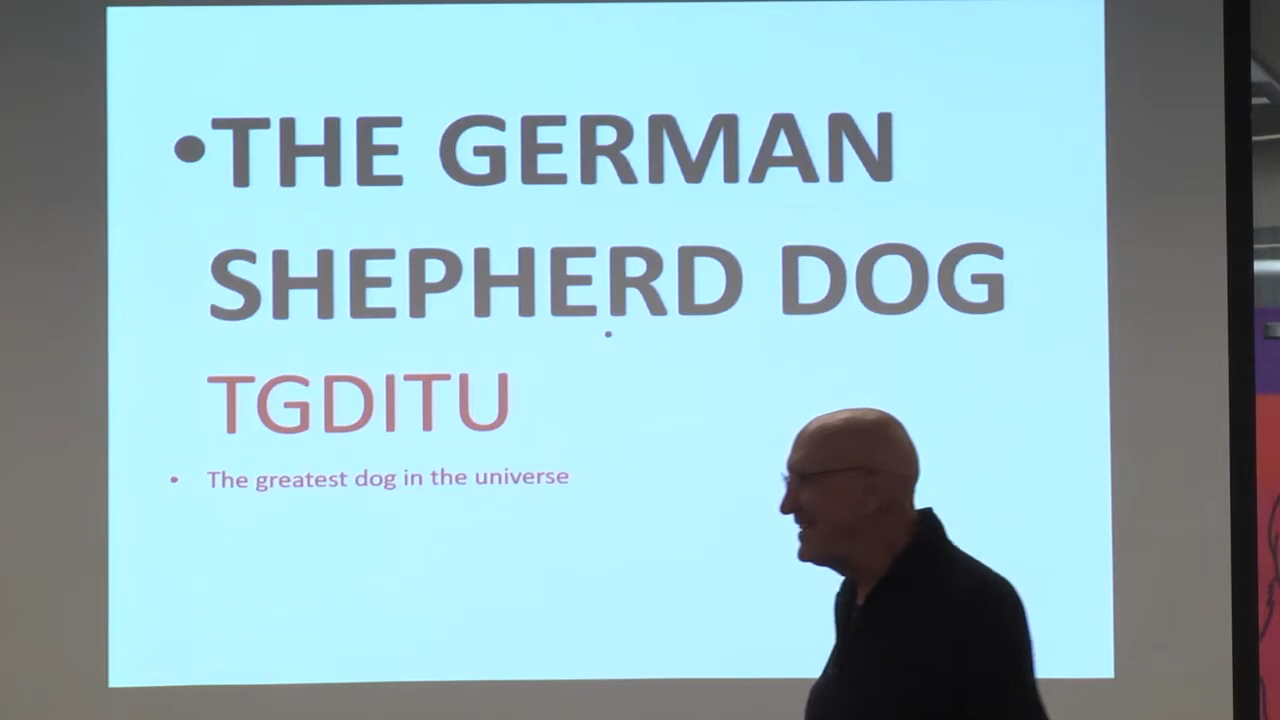 •THE GERMAN
SHEPHERD DOG
TGDITU
• The greatest dog in the universe